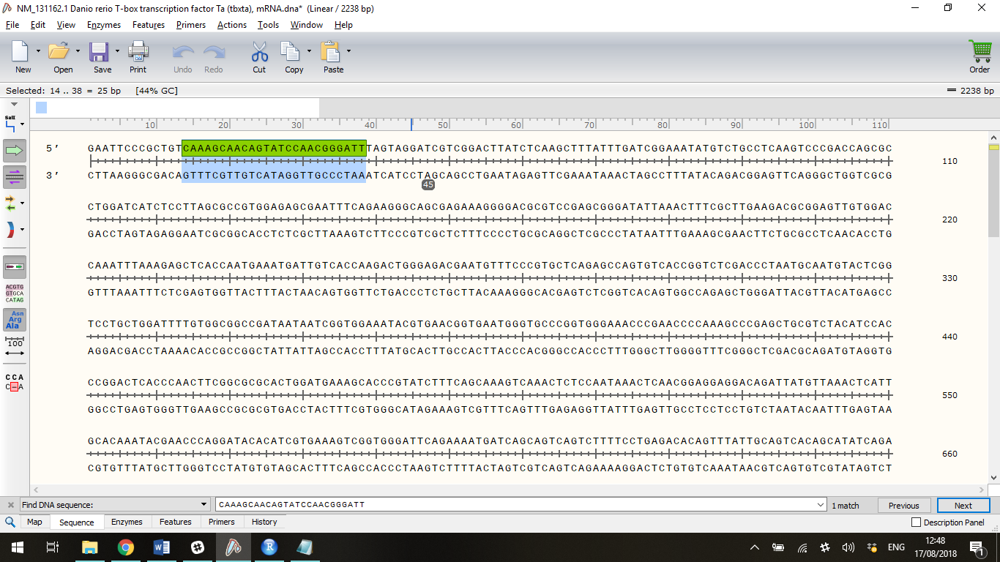 NM_131162.1 Danio rerio T-box transcription factor Ta (tbxta), mRNA.dna* (Linear / 2238 bp)
File Edit View Enzymes Features Primers Actions Tools Window Help
New Open Save Print Undo Redo Cut Copy Paste Order
Selected: 14 .. 38 = 25 bp [44% GC] 2238 bp
SalI
10 20 30 40 50 60 70 80 90 100 110
5′ GAATTCCCGCTGTCAAAGCAACAGTATCCAACGGGATTTAGTAGGATCGTCGGACTTATCTCAAGCTTTATTTGATCGGAAATATGTCTGCCTCAAGTCCCGACCAGCGC
110
3′ CTTAAGGGCGACAGTTTCGTTGTCATAGGTTGCCCTAAATCATCCTAGCAGCCTGAATAGAGTTCGAAATAAACTAGCCTTTATACAGACGGAGTTCAGGGCTGGTCGCG
45
CTGGATCATCTCCTTAGCGCCGTGGAGAGCGAATTTCAGAAGGGCAGCGAGAAAGGGGACGCGTCCGAGCGGGATATTAAACTTTCGCTTGAAGACGCGGAGTTGTGGAC
220
GACCTAGTAGAGGAATCGCGGCACCTCTCGCTTAAAGTCTTCCCGTCGCTCTTTCCCCTGCGCAGGCTCGCCCTATAATTTGAAAGCGAACTTCTGCGCCTCAACACCTG
CAAATTTAAAGAGCTCACCAATGAAATGATTGTCACCAAGACTGGGAGACGAATGTTTCCCGTGCTCAGAGCCAGTGTCACCGGTCTCGACCCTAATGCAATGTACTCGG
330
GTTTAAATTTCTCGAGTGGTTACTTTACTAACAGTGGTTCTGACCCTCTGCTTACAAAGGGCACGAGTCTCGGTCACAGTGGCCAGAGCTGGGATTACGTTACATGAGCC
TCCTGCTGGATTTTGTGGCGGCCGATAATAATCGGTGGAAATACGTGAACGGTGAATGGGTGCCCGGTGGGAAACCCGAACCCCAAAGCCCGAGCTGCGTCTACATCCAC
440
AGGACGACCTAAAACACCGCCGGCTATTATTAGCCACCTTTATGCACTTGCCACTTACCCACGGGCCACCCTTTGGGCTTGGGGTTTCGGGCTCGACGCAGATGTAGGTG
CCGGACTCACCCAACTTCGGCGCGCACTGGATGAAAGCACCCGTATCTTTCAGCAAAGTCAAACTCTCCAATAAACTCAACGGAGGAGGACAGATTATGTTAAACTCATT
550
GGCCTGAGTGGGTTGAAGCCGCGCGTGACCTACTTTCGTGGGCATAGAAAGTCGTTTCAGTTTGAGAGGTTATTTGAGTTGCCTCCTCCTGTCTAATACAATTTGAGTAA
GCACAAATACGAACCCAGGATACACATCGTGAAAGTCGGTGGGATTCAGAAAATGATCAGCAGTCAGTCTTTTCCTGAGACACAGTTTATTGCAGTCACAGCATATCAGA
660
CGTGTTTATGCTTGGGTCCTATGTGTAGCACTTTCAGCCACCCTAAGTCTTTTACTAGTCGTCAGTCAGAAAAGGACTCTGTGTCAAATAACGTCAGTGTCGTATAGTCT
ACGTG
GTGCA
CATAG
Asn
Arg
Ala
100
CCA
C–A
Find DNA sequence: CAAAGCAACAGTATCCAACGGGATT 1 match Previous Next
Map Sequence Enzymes Features Primers History Description Panel
ENG 12:48
17/08/2018
1